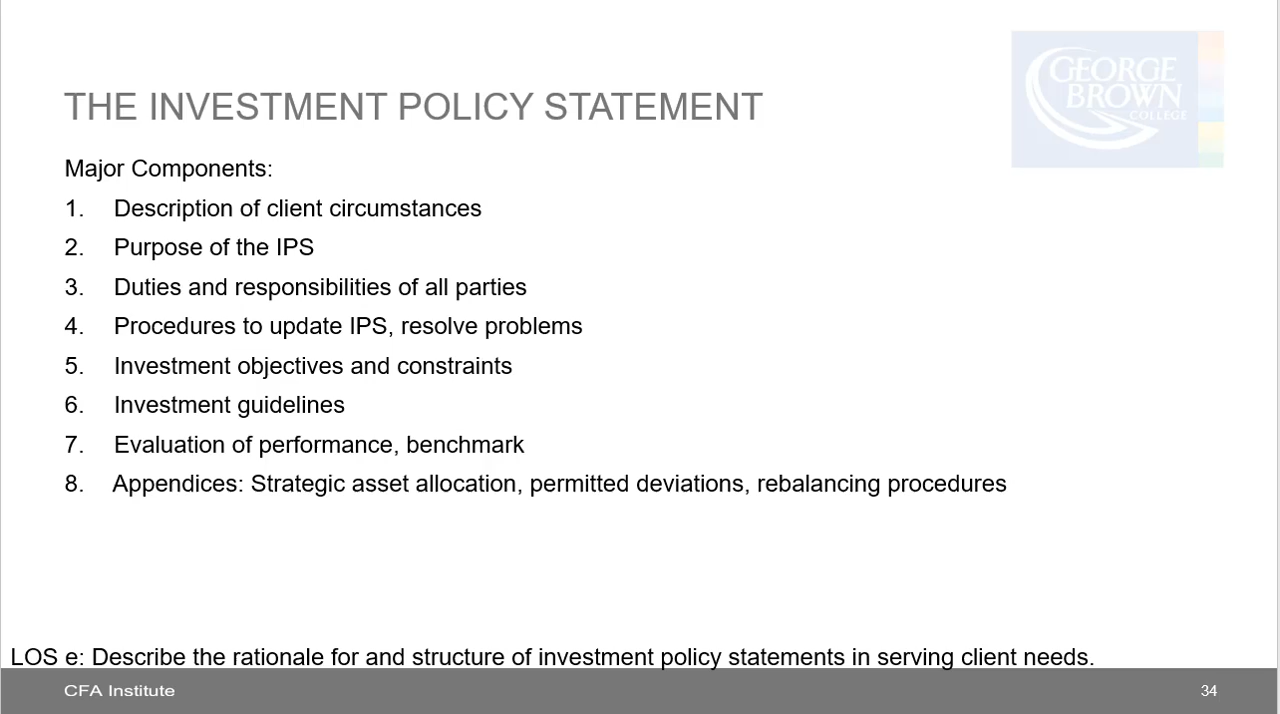 GEORGE
BROWN
COLLEGE
THE INVESTMENT POLICY STATEMENT
Major Components:
1. Description of client circumstances
2. Purpose of the IPS
3. Duties and responsibilities of all parties
4. Procedures to update IPS, resolve problems
5. Investment objectives and constraints
6. Investment guidelines
7. Evaluation of performance, benchmark
8. Appendices: Strategic asset allocation, permitted deviations, rebalancing procedures
LOS e: Describe the rationale for and structure of investment policy statements in serving client needs.
CFA Institute
34